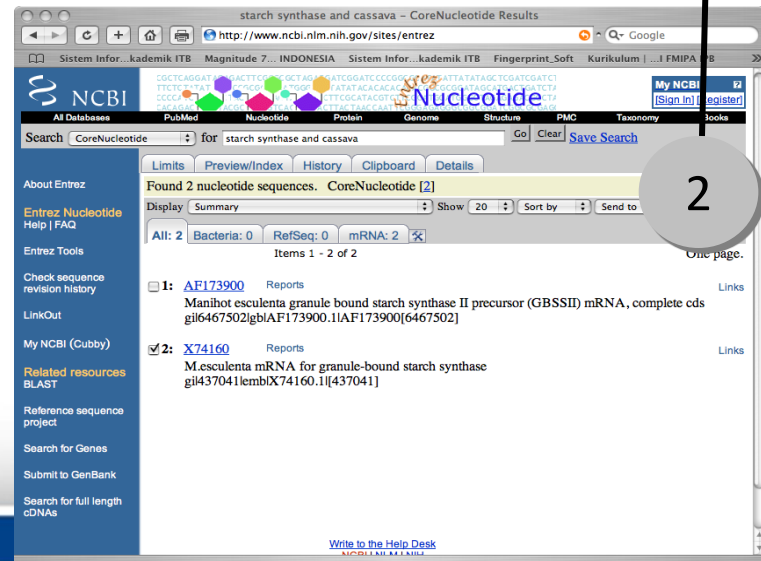 starch synthase and cassava – CoreNucleotide Results
http://www.ncbi.nlm.nih.gov/sites/entrez
Google
Sistem Infor...kademik ITB Magnitude 7... INDONESIA Sistem Infor...kademik ITB Fingerprint_Soft Kurikulum | ...I FMIPA
NCBI
Entrez
Nucleotide
My NCBI
[Sign In]
All Databases PubMed Nucleotide Protein Genome Structure PMC Taxonomy Books
Search CoreNucleotide for starch synthase and cassava Go Clear Save Search
Limits Preview/Index History Clipboard Details
Found 2 nucleotide sequences. CoreNucleotide [2]
Display Summary Show 20 Sort by Send to
All: 2 Bacteria: 0 RefSeq: 0 mRNA: 2
Items 1 - 2 of 2
One page.
2
1: AF173900 Reports Links
Manihot esculenta granule bound starch synthase II precursor (GBSSII) mRNA, complete cds
gi|6467502|gb|AF173900.1|AF173900[6467502]
2: X74160 Reports Links
M.esculenta mRNA for granule-bound starch synthase
gi|437041|emb|X74160.1|[437041]
About Entrez
Entrez Nucleotide
Help | FAQ
Entrez Tools
Check sequence
revision history
LinkOut
My NCBI (Cubby)
Related resources
BLAST
Reference sequence
project
Search for Genes
Submit to GenBank
Search for full length
cDNAs
Write to the Help Desk
NCBI | NLM | NIH